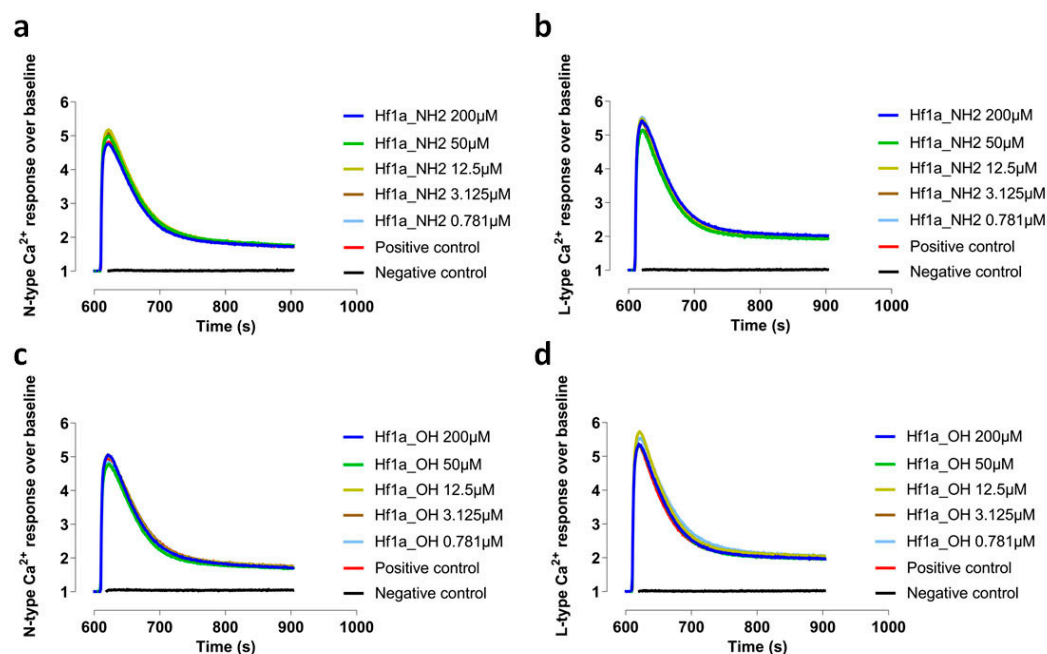 a
N-type Ca²⁺ response over baseline
6
5
4
3
2
1
600 700 800 900 1000
Time (s)
Hf1a_NH2 200µM
Hf1a_NH2 50µM
Hf1a_NH2 12.5µM
Hf1a_NH2 3.125µM
Hf1a_NH2 0.781µM
Positive control
Negative control
b
L-type Ca²⁺ response over baseline
6
5
4
3
2
1
600 700 800 900 1000
Time (s)
Hf1a_NH2 200µM
Hf1a_NH2 50µM
Hf1a_NH2 12.5µM
Hf1a_NH2 3.125µM
Hf1a_NH2 0.781µM
Positive control
Negative control
c
N-type Ca²⁺ response over baseline
6
5
4
3
2
1
600 700 800 900 1000
Time (s)
Hf1a_OH 200µM
Hf1a_OH 50µM
Hf1a_OH 12.5µM
Hf1a_OH 3.125µM
Hf1a_OH 0.781µM
Positive control
Negative control
d
L-type Ca²⁺ response over baseline
6
5
4
3
2
1
600 700 800 900 1000
Time (s)
Hf1a_OH 200µM
Hf1a_OH 50µM
Hf1a_OH 12.5µM
Hf1a_OH 3.125µM
Hf1a_OH 0.781µM
Positive control
Negative control